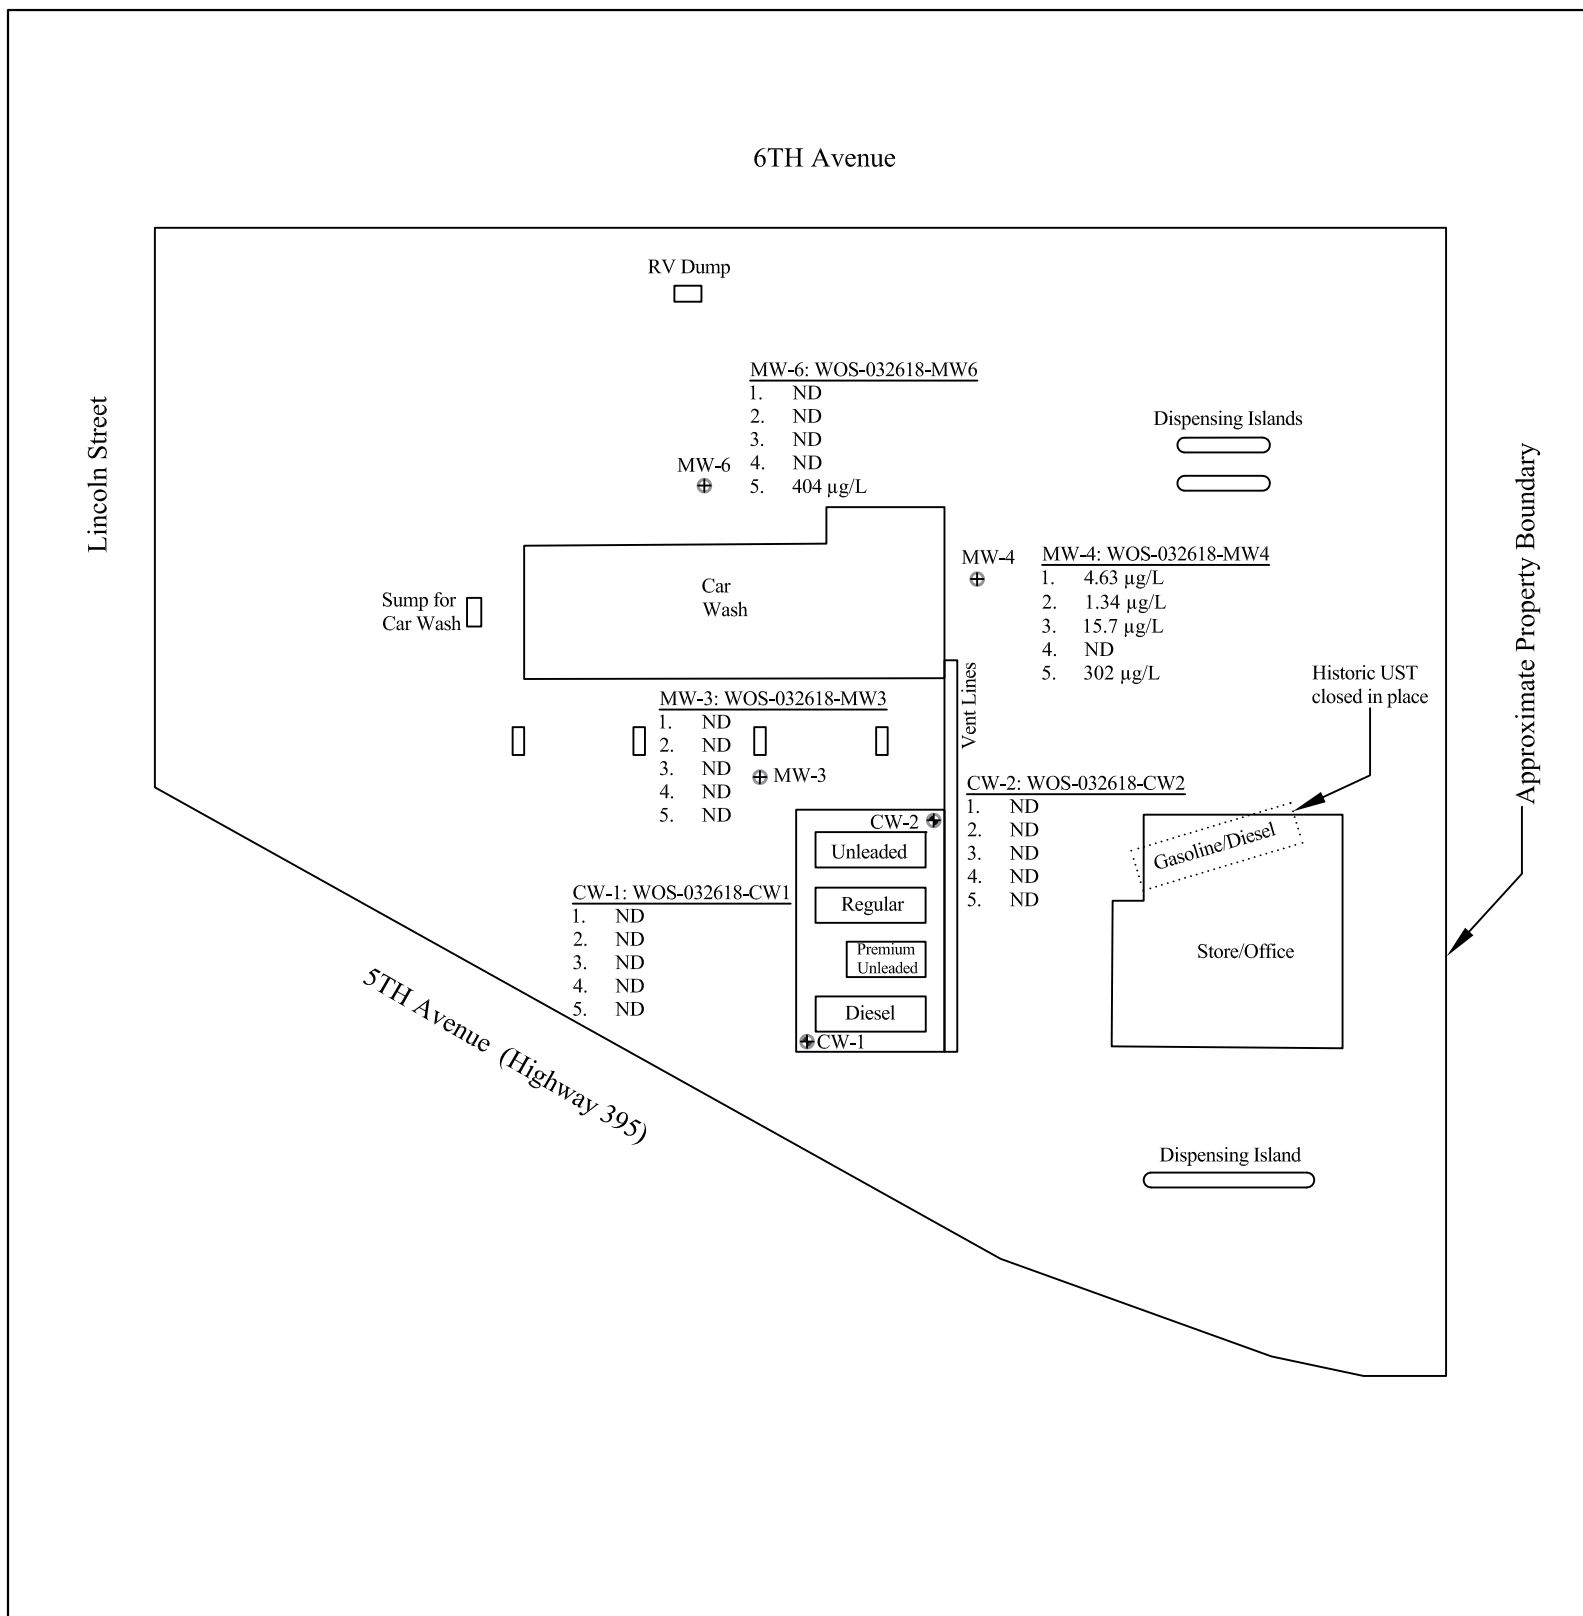 6TH Avenue
RV Dump
MW-6: WOS-032618-MW6
1. ND
2. ND
3. ND
4. ND
5. 404 µg/L
MW-6
Dispensing Islands
Lincoln Street
Approximate Property Boundary
MW-4
MW-4: WOS-032618-MW4
1. 4.63 µg/L
2. 1.34 µg/L
3. 15.7 µg/L
4. ND
5. 302 µg/L
Car
Wash
Sump for
Car Wash
Vent Lines
Historic UST
closed in place
MW-3: WOS-032618-MW3
1. ND
2. ND
3. ND
4. ND
5. ND
MW-3
CW-2: WOS-032618-CW2
1. ND
2. ND
3. ND
4. ND
5. ND
CW-2
Unleaded
Regular
Premium
Unleaded
Diesel
CW-1
Gasoline/Diesel
Store/Office
CW-1: WOS-032618-CW1
1. ND
2. ND
3. ND
4. ND
5. ND
5TH Avenue (Highway 395)
Dispensing Island